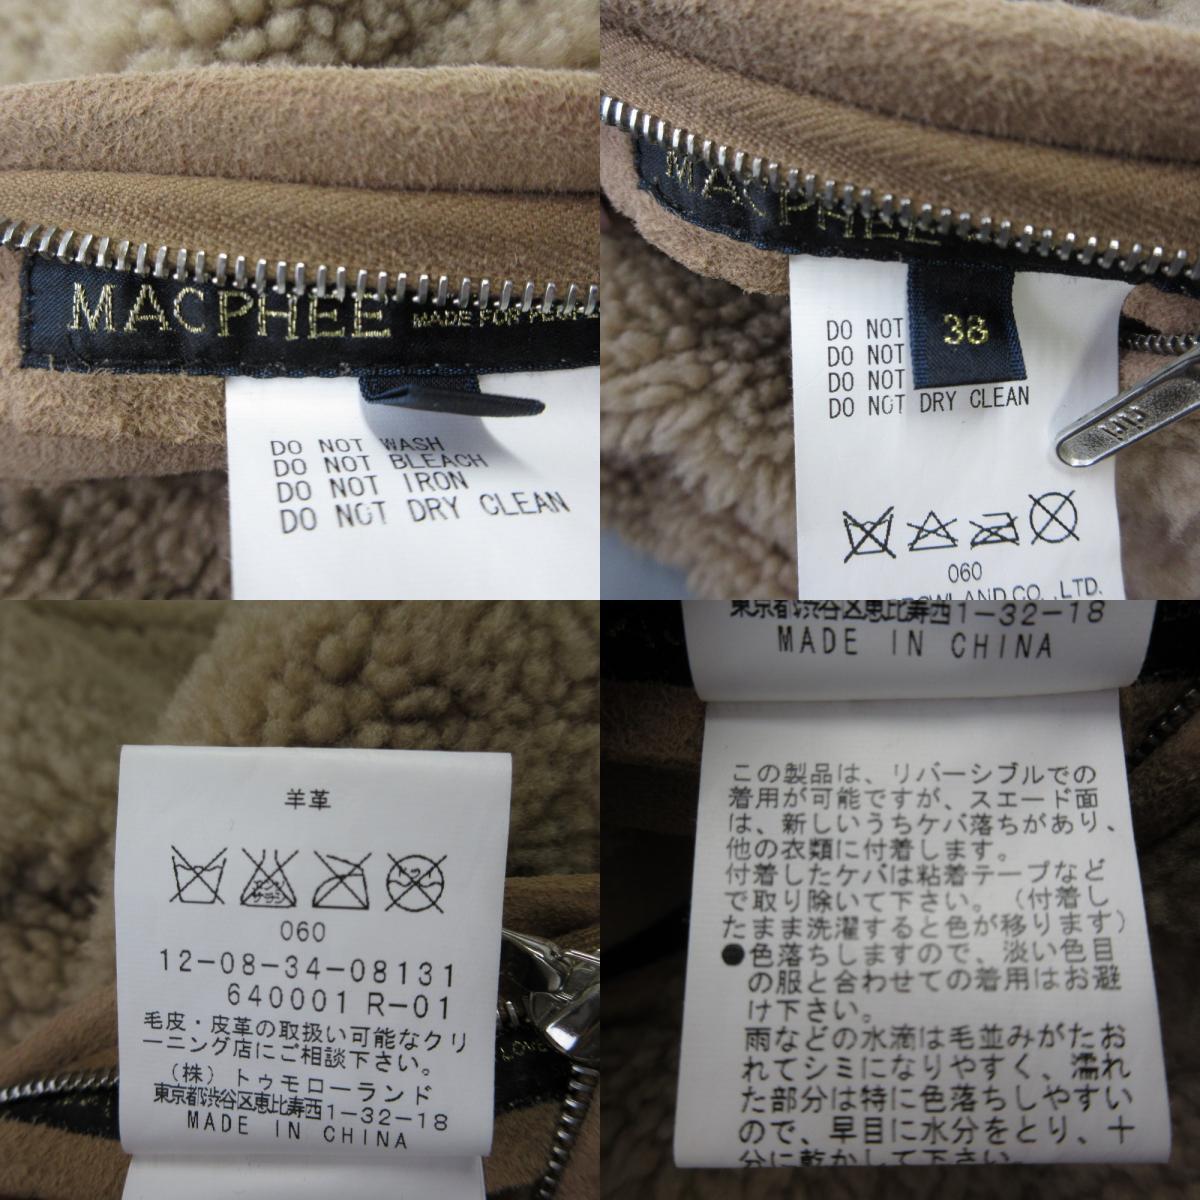 MACPHEE
MADE FOR
DO NOT WASH
DO NOT BLEACH
DO NOT IRON
DO NOT DRY CLEAN
MACPHEE
38
DO NOT
DO NOT
DO NOT
DO NOT DRY CLEAN
060
CO., LTD.
羊革
エンソ
サラシ
ドライ
060
12-08-34-08131
640001 R-01
毛皮・皮革の取扱い可能なクリ
ーニング店にご相談下さい。
(株) トゥモローランド
東京都渋谷区恵比寿西1-32-18
MADE IN CHINA
LOVE
東京都渋谷区恵比寿西1-32-18
MADE IN CHINA
この製品は、リバーシブルでの
着用が可能ですが、スエード面
は、新しいうちケバ落ちがあり、
他の衣類に付着します。
付着したケバは粘着テープなど
で取り除いて下さい。(付着し
たまま洗濯すると色が移ります)
●色落ちしますので、淡い色目
の服と合わせての着用はお避
け下さい。
雨などの水滴は毛並みがたお
れてシミになりやすく、濡れ
た部分は特に色落ちしやすい
ので、早目に水分をとり、十
分に乾かして下さい。